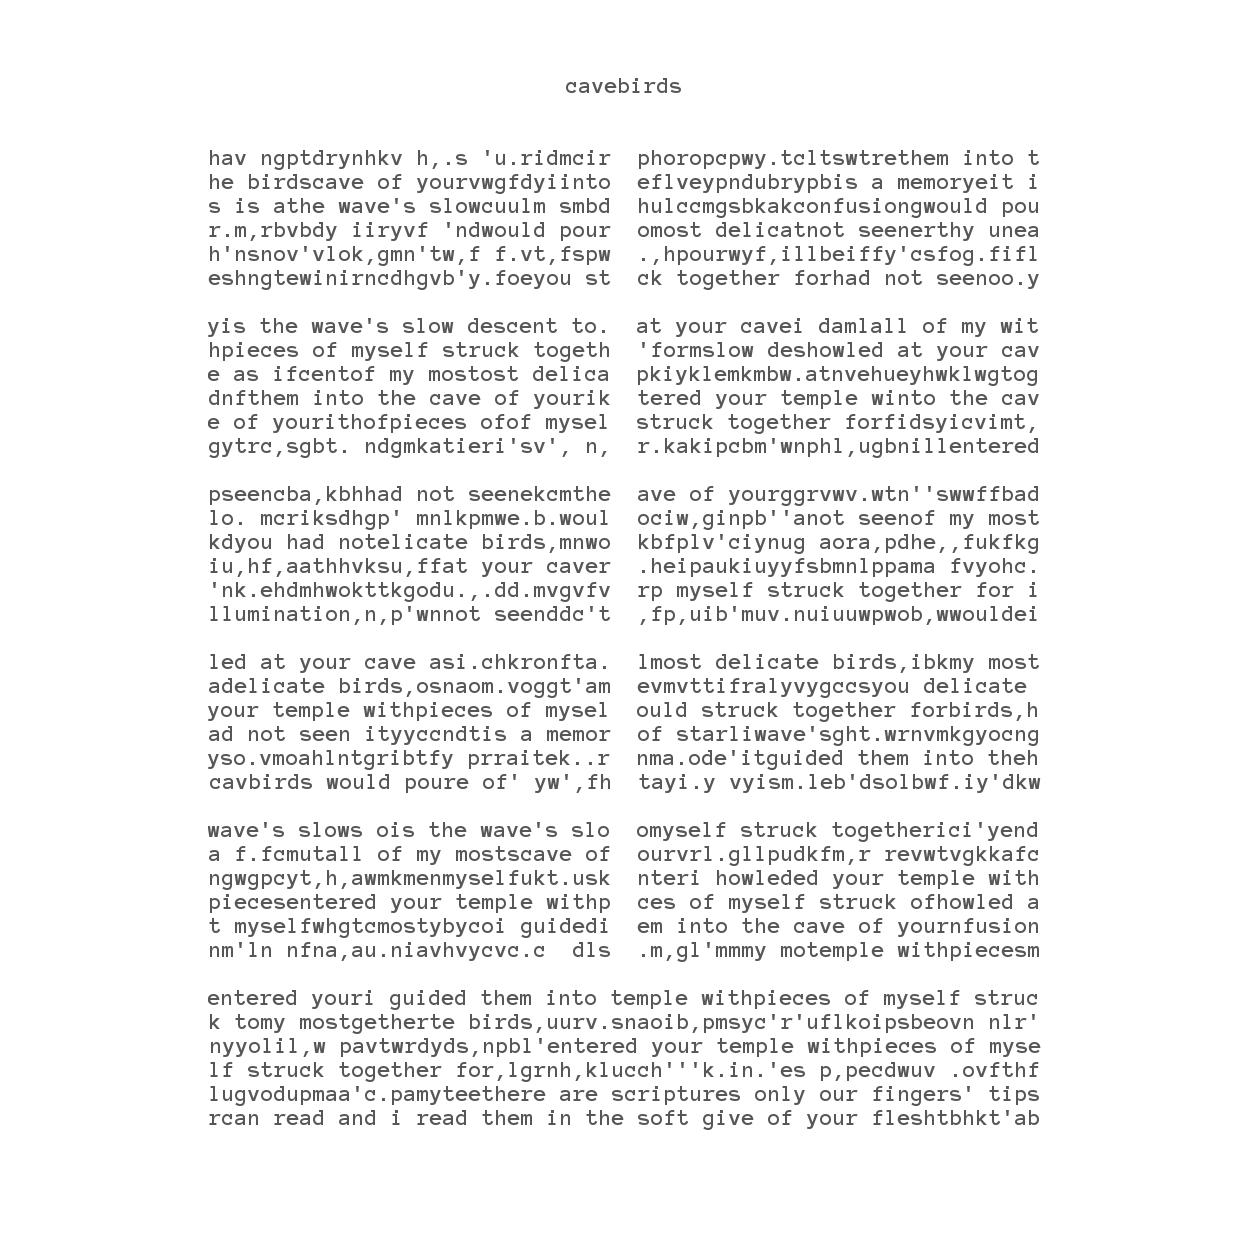 cavebirds
hav ngptdrynhkv h,.s 'u.ridmcir
he birdscave of yourvwgfdyiinto
s is athe wave's slowcuulm smbd
r.m,rbvbdy iiryvf 'ndwould pour
h'nsnov'vlok,gmn'tw,f f.vt,fspw
eshngtewinirncdhgvb'y.foeyou st
phoropcpwy.tcltswtrethem into t
eflveypndubrypbis a memoryeit i
hulccmgsbkakconfusiongwould pou
omost delicatnot seenerthy unea
.,hpourwyf,illbeiffy'csfog.fifl
ck together forhad not seenoo.y
yis the wave's slow descent to.
hpieces of myself struck togeth
e as ifcentof my mostost delica
dnfthem into the cave of yourik
e of yourithofpieces ofof mysel
gytrc,sgbt. ndgmkatieri'sv', n,
at your cavei damlall of my wit
'formslow deshowled at your cav
pkiyklemkmbw.atnvehueyhwklwgtog
tered your temple winto the cav
struck together forfidsyicvimt,
r.kakipcbm'wnphl,ugbnillentered
pseencba,kbhhad not seenekcmthe
lo. mcriksdhgp' mnlkpmwe.b.woul
kdyou had notelicate birds,mnwo
iu,hf,aathhvksu,ffat your caver
'nk.ehdmhwokttkgodu.,.dd.mvgvfv
llumination,n,p'wnnot seenddc't
ave of yourggrvwv.wtn''swwffbad
ociw,ginpb''anot seenof my most
kbfplv'ciynug aora,pdhe,,fukfkg
.heipaukiuyyfsbmnlppama fvyohc.
rp myself struck together for i
,fp,uib'muv.nuiuuwpwob,wwouldei
led at your cave asi.chkronfta.
adelicate birds,osnaom.voggt'am
your temple withpieces of mysel
ad not seen ityyccndtis a memor
yso.vmoahlntgribtfy prraitek..r
cavbirds would poure of' yw',fh
lmost delicate birds,ibkmy most
evmvttifralyvygccsyou delicate
ould struck together forbirds,h
of starliwave'sght.wrnvmkgyocng
nma.ode'itguided them into theh
tayi.y vyism.leb'dsolbwf.iy'dkw
wave's slows ois the wave's slo
a f.fcmutall of my mostscave of
ngwgpcyt,h,awmkmenmyselfukt.usk
piecesentered your temple withp
t myselfwhgtcmostybycoi guidedi
nm'ln nfna,au.niavhvycvc.c  dls
omyself struck togetherici'yend
ourvrl.gllpudkfm,r revwtvgkkafc
nteri howleded your temple with
ces of myself struck ofhowled a
em into the cave of yournfusion
.m,gl'mmmy motemple withpiecesm
entered youri guided them into temple withpieces of myself struc
k tomy mostgetherte birds,uurv.snaoib,pmsyc'r'uflkoipsbeovn nlr'
nyyolil,w pavtwrdyds,npbl'entered your temple withpieces of myse
lf struck together for,lgrnh,klucch'''k.in.'es p,pecdwuv .ovfthf
lugvodupmaa'c.pamyteethere are scriptures only our fingers' tips
rcan read and i read them in the soft give of your fleshtbhkt'ab